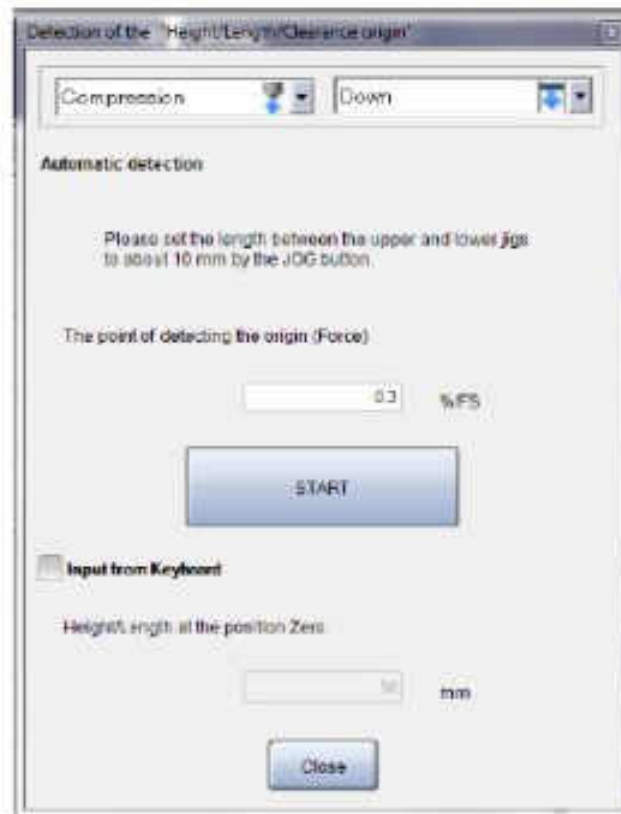 Detection of the "Height/Length/Clearance origin"
Compression
Down
Automatic detection
Please set the length between the upper and lower jigs
to about 10 mm by the JOG button.
The point of detecting the origin (Force)
0.3
%/FS
START
Input from Keyboard
Height/Length at the position Zero
mm
Close